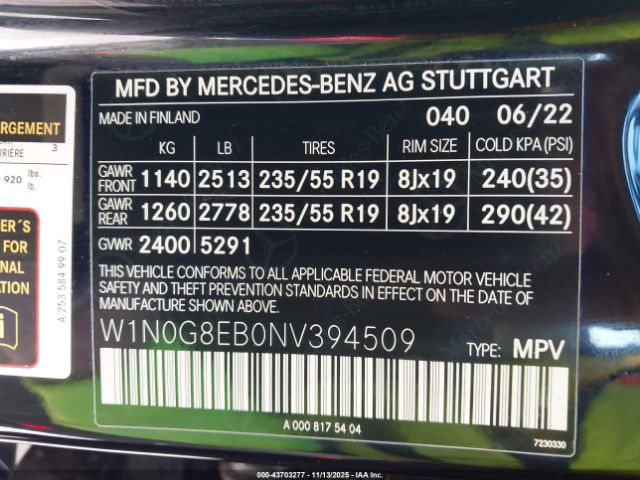 MFD BY MERCEDES-BENZ AG STUTTGART
MADE IN FINLAND 040 06/22
KG LB TIRES RIM SIZE COLD KPA (PSI)
GAWR FRONT 1140 2513 235/55 R19 8Jx19 240(35)
GAWR REAR 1260 2778 235/55 R19 8Jx19 290(42)
GVWR 2400 5291
THIS VEHICLE CONFORMS TO ALL APPLICABLE FEDERAL MOTOR VEHICLE
SAFETY AND THEFT PREVENTION STANDARDS IN EFFECT ON THE DATE
OF MANUFACTURE SHOWN ABOVE.
W1N0G8EB0NV394509 TYPE: MPV
A 000 817 54 04
7230330
ARGEMENT
3
RRIÈRE
920 lbs.
lb.
R´S
FOR
NAL
ATION
A 253 584 99 07
000-43703277 - 11/13/2025 - IAA Inc.